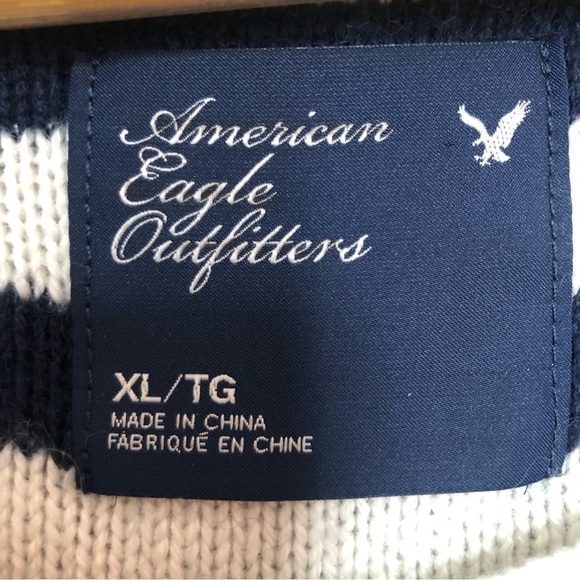 American
Eagle
Outfitters
XL/TG
MADE IN CHINA
FABRIQUÉ EN CHINE